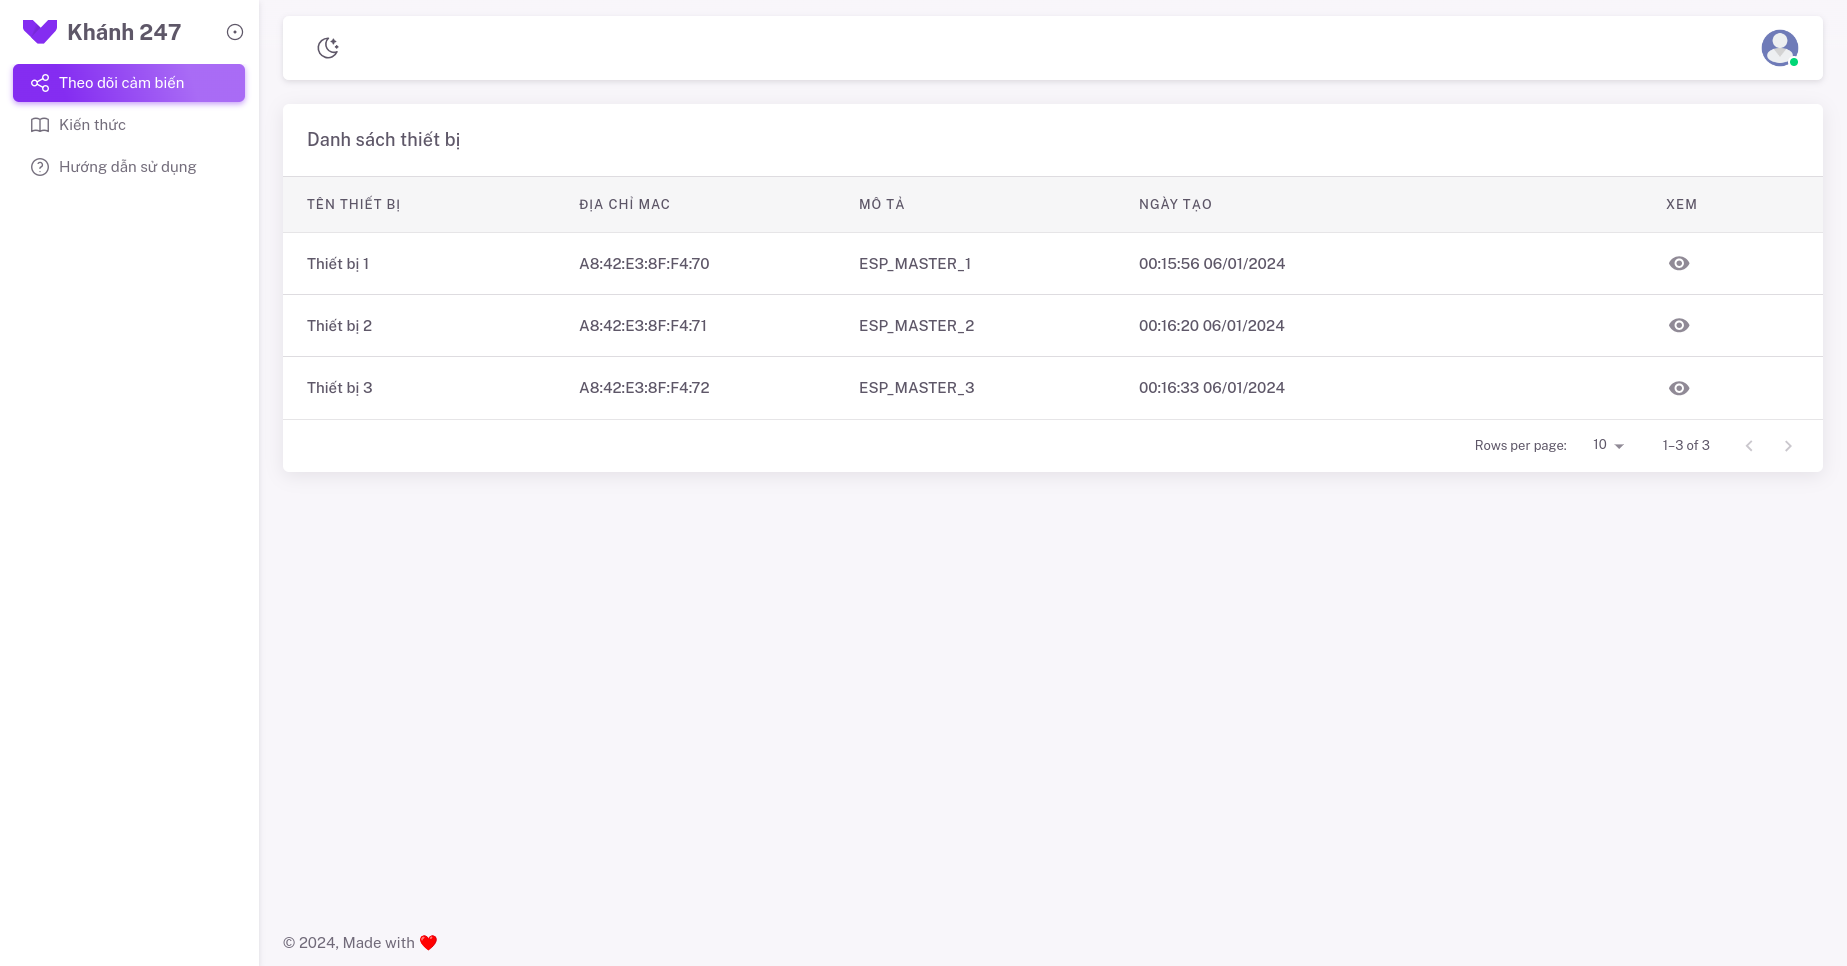 Khánh 247
Theo dõi cảm biến
Kiến thức
Hướng dẫn sử dụng
Danh sách thiết bị
TÊN THIẾT BỊ ĐỊA CHỈ MAC MÔ TẢ NGÀY TẠO XEM
Thiết bị 1 A8:42:E3:8F:F4:70 ESP_MASTER_1 00:15:56 06/01/2024
Thiết bị 2 A8:42:E3:8F:F4:71 ESP_MASTER_2 00:16:20 06/01/2024
Thiết bị 3 A8:42:E3:8F:F4:72 ESP_MASTER_3 00:16:33 06/01/2024
Rows per page: 10 1–3 of 3
© 2024, Made with ❤️